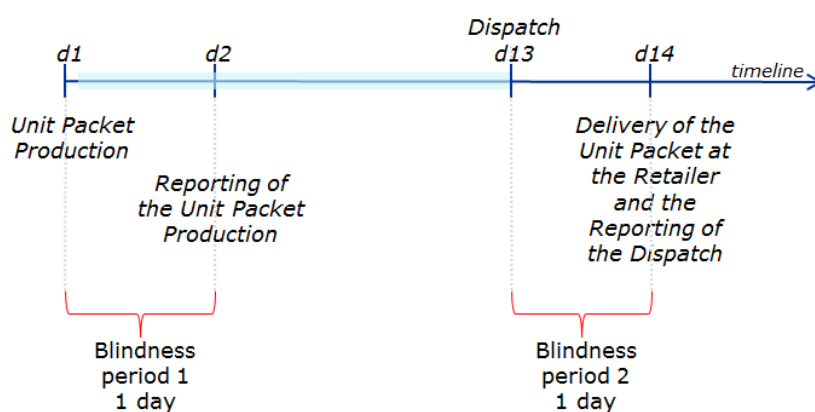 Dispatch
d1
d2
d13
d14
timeline
Unit Packet
Production
Reporting of
the Unit Packet
Production
Delivery of the
Unit Packet at
the Retailer
and the
Reporting of
the Dispatch
Blindness
period 1
1 day
Blindness
period 2
1 day